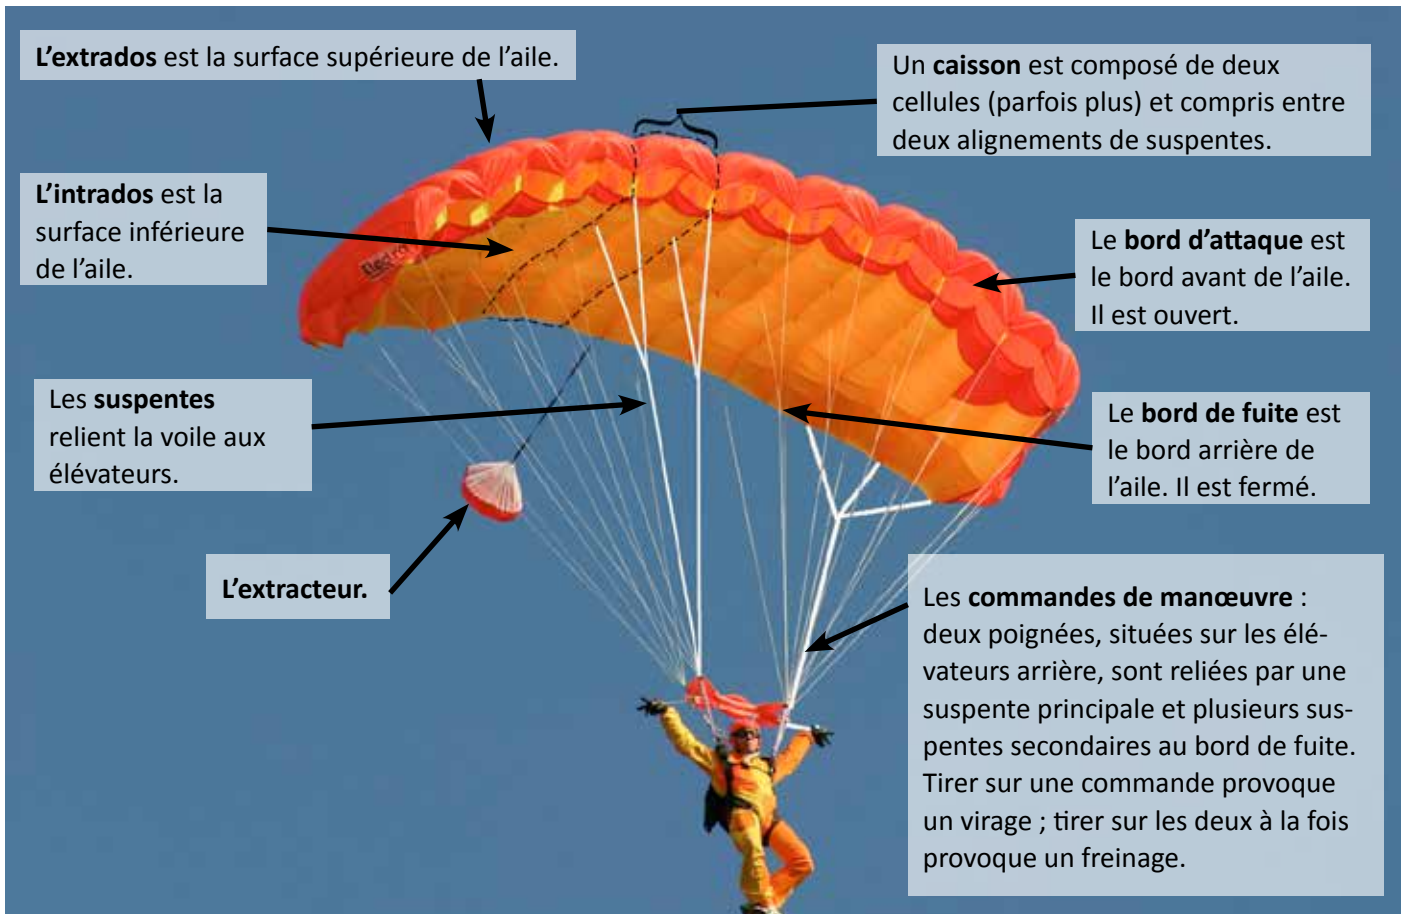 L’extrados est la surface supérieure de l’aile.
Un caisson est composé de deux
cellules (parfois plus) et compris entre
deux alignements de suspentes.
L’intrados est la
surface inférieure
de l’aile.
Le bord d’attaque est
le bord avant de l’aile.
Il est ouvert.
Les suspentes
relient la voile aux
élévateurs.
Le bord de fuite est
le bord arrière de
l’aile. Il est fermé.
L’extracteur.
Les commandes de manœuvre :
deux poignées, situées sur les élé-
vateurs arrière, sont reliées par une
suspente principale et plusieurs sus-
pentes secondaires au bord de fuite.
Tirer sur une commande provoque
un virage ; tirer sur les deux à la fois
provoque un freinage.